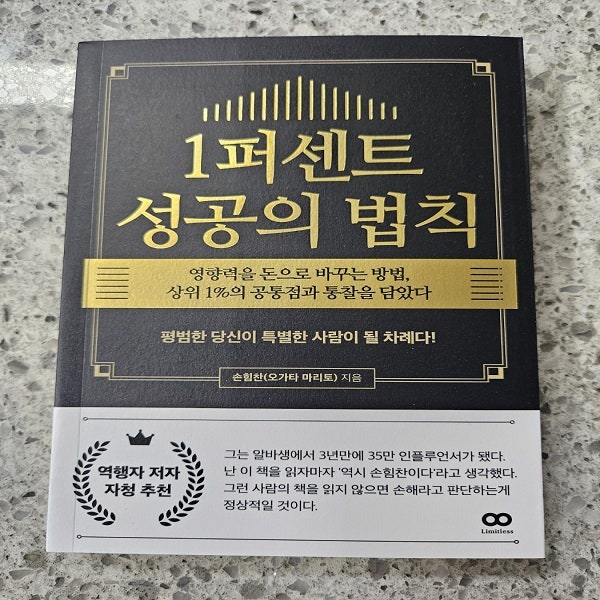 1퍼센트
성공의 법칙
영향력을 돈으로 바꾸는 방법,
상위 1%의 공통점과 통찰을 담았다
평범한 당신이 특별한 사람이 될 차례다!
손힘찬(오가타 마리토) 지음
역행자 저자
자청 추천
그는 알바생에서 3년만에 35만 인플루언서가 됐다.
난 이 책을 읽자마자 '역시 손힘찬이다'라고 생각했다.
그런 사람의 책을 읽지 않으면 손해라고 판단하는게
정상적일 것이다.
Limitless